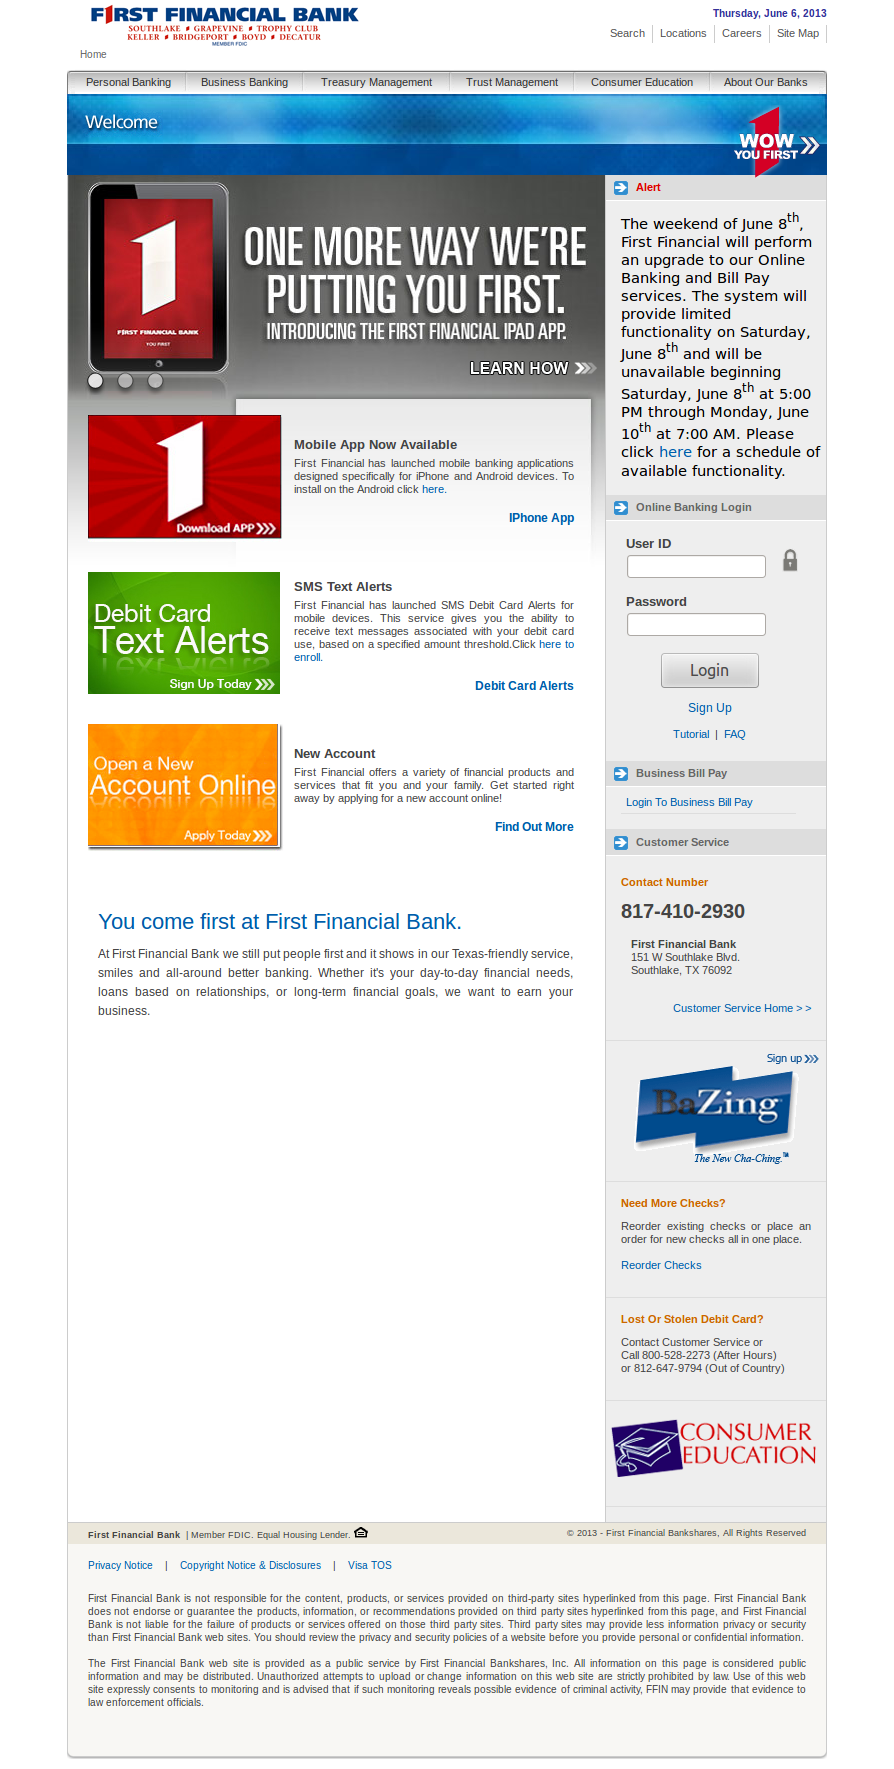 FIRST FINANCIAL BANK
SOUTHLAKE • GRAPEVINE • TROPHY CLUB
KELLER • BRIDGEPORT • BOYD • DECATUR
MEMBER FDIC
Thursday, June 6, 2013
Search
Locations
Careers
Site Map
Home
Personal Banking
Business Banking
Treasury Management
Trust Management
Consumer Education
About Our Banks
Welcome
WOW
YOU FIRST
1
FIRST FINANCIAL BANK
YOU FIRST
ONE MORE WAY WE'RE
PUTTING YOU FIRST.
INTRODUCING THE FIRST FINANCIAL IPAD APP.
LEARN HOW
1
Download APP
Mobile App Now Available
First Financial has launched mobile banking applications
designed specifically for iPhone and Android devices. To
install on the Android click here.
IPhone App
Debit Card
Text Alerts
Sign Up Today
SMS Text Alerts
First Financial has launched SMS Debit Card Alerts for
mobile devices. This service gives you the ability to
receive text messages associated with your debit card
use, based on a specified amount threshold.Click here to
enroll.
Debit Card Alerts
Open a New
Account Online
Apply Today
New Account
First Financial offers a variety of financial products and
services that fit you and your family. Get started right
away by applying for a new account online!
Find Out More
You come first at First Financial Bank.
At First Financial Bank we still put people first and it shows in our Texas-friendly service,
smiles and all-around better banking. Whether it's your day-to-day financial needs,
loans based on relationships, or long-term financial goals, we want to earn your
business.
Alert
The weekend of June 8th,
First Financial will perform
an upgrade to our Online
Banking and Bill Pay
services. The system will
provide limited
functionality on Saturday,
June 8th and will be
unavailable beginning
Saturday, June 8th at 5:00
PM through Monday, June
10th at 7:00 AM. Please
click here for a schedule of
available functionality.
Online Banking Login
User ID
Password
Login
Sign Up
Tutorial | FAQ
Business Bill Pay
Login To Business Bill Pay
Customer Service
Contact Number
817-410-2930
First Financial Bank
151 W Southlake Blvd.
Southlake, TX 76092
Customer Service Home > >
Sign up
BaZing
The New Cha-Ching.™
Need More Checks?
Reorder existing checks or place an
order for new checks all in one place.
Reorder Checks
Lost Or Stolen Debit Card?
Contact Customer Service or
Call 800-528-2273 (After Hours)
or 812-647-9794 (Out of Country)
CONSUMER
EDUCATION
First Financial Bank | Member FDIC. Equal Housing Lender.
© 2013 - First Financial Bankshares, All Rights Reserved
Privacy Notice | Copyright Notice & Disclosures | Visa TOS
First Financial Bank is not responsible for the content, products, or services provided on third-party sites hyperlinked from this page. First Financial Bank
does not endorse or guarantee the products, information, or recommendations provided on third party sites hyperlinked from this page, and First Financial
Bank is not liable for the failure of products or services offered on those third party sites. Third party sites may provide less information privacy or security
than First Financial Bank web sites. You should review the privacy and security policies of a website before you provide personal or confidential information.
The First Financial Bank web site is provided as a public service by First Financial Bankshares, Inc. All information on this page is considered public
information and may be distributed. Unauthorized attempts to upload or change information on this web site are strictly prohibited by law. Use of this web
site expressly consents to monitoring and is advised that if such monitoring reveals possible evidence of criminal activity, FFIN may provide that evidence to
law enforcement officials.